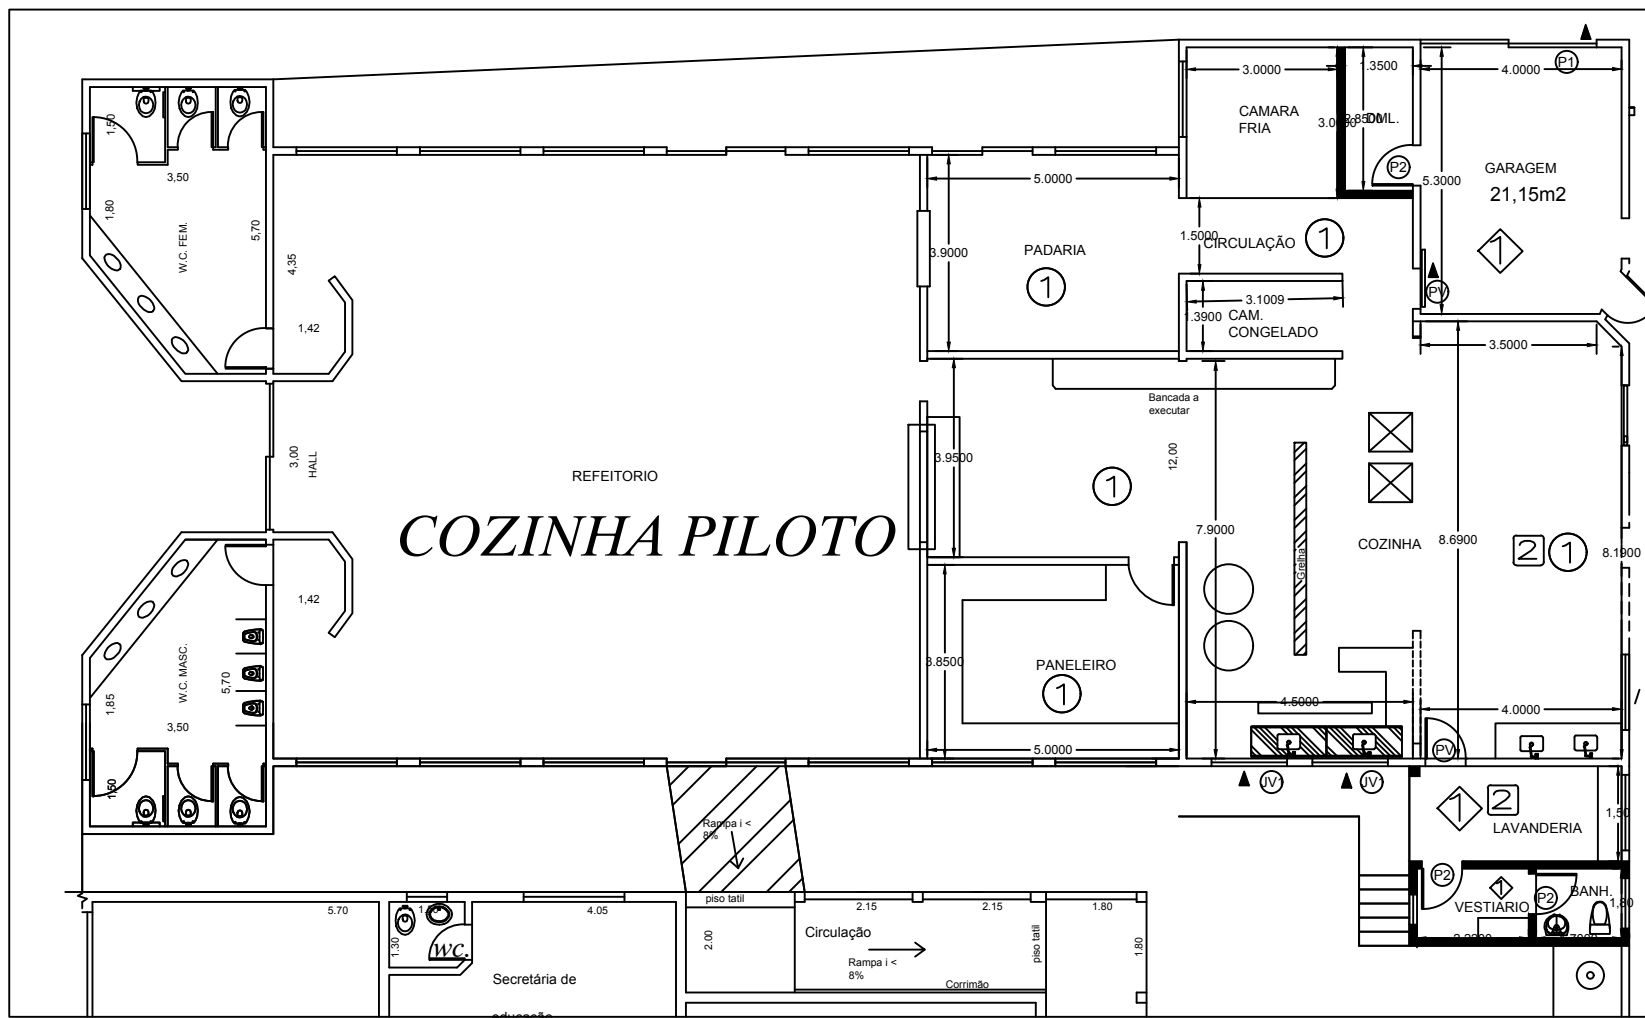 P1
3.0000
1.3500
4.0000
CAMARA
FRIA
DML.
P2
GARAGEM
21,15m2
5.3000
1
1,50
3,50
1,80
W.C. FEM.
5,70
4,35
1,42
5.0000
3.9000
PADARIA
1
1.5000
CIRCULAÇÃO
1
PV
3.1009
1.3900
CAM.
CONGELADO
3.5000
Bancada a
executar
3,00
HALL
REFEITORIO
COZINHA PILOTO
3.9500
12,00
1
7.9000
Grelha
COZINHA
8.6900
2
1
8.1900
1,42
W.C. MASC.
5,70
1,85
3,50
1,50
3.8500
PANELEIRO
1
5.0000
4.5000
4.0000
PV
JV1
JV1
1
2
LAVANDERIA
1,50
Rampa i <
8%
piso tatil
P2
1
VESTIARIO
P2
BANH.
1,80
5.70
4.05
1.30
wc.
Secretária de
2.00
2.15
2.15
1.80
Circulação
Rampa i <
8%
piso tatil
1.80
Corrimão